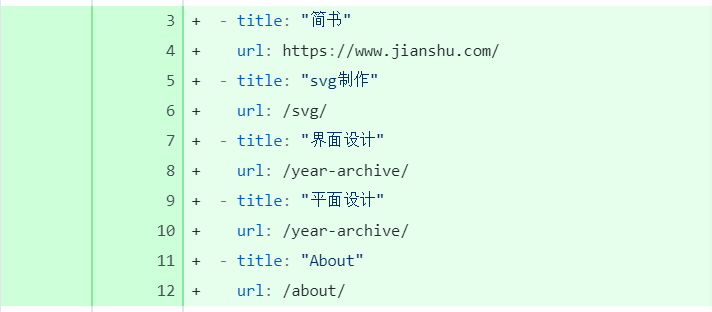 3 + - title: "简书"
4 + url: https://www.jianshu.com/
5 + - title: "svg制作"
6 + url: /svg/
7 + - title: "界面设计"
8 + url: /year-archive/
9 + - title: "平面设计"
10 + url: /year-archive/
11 + - title: "About"
12 + url: /about/